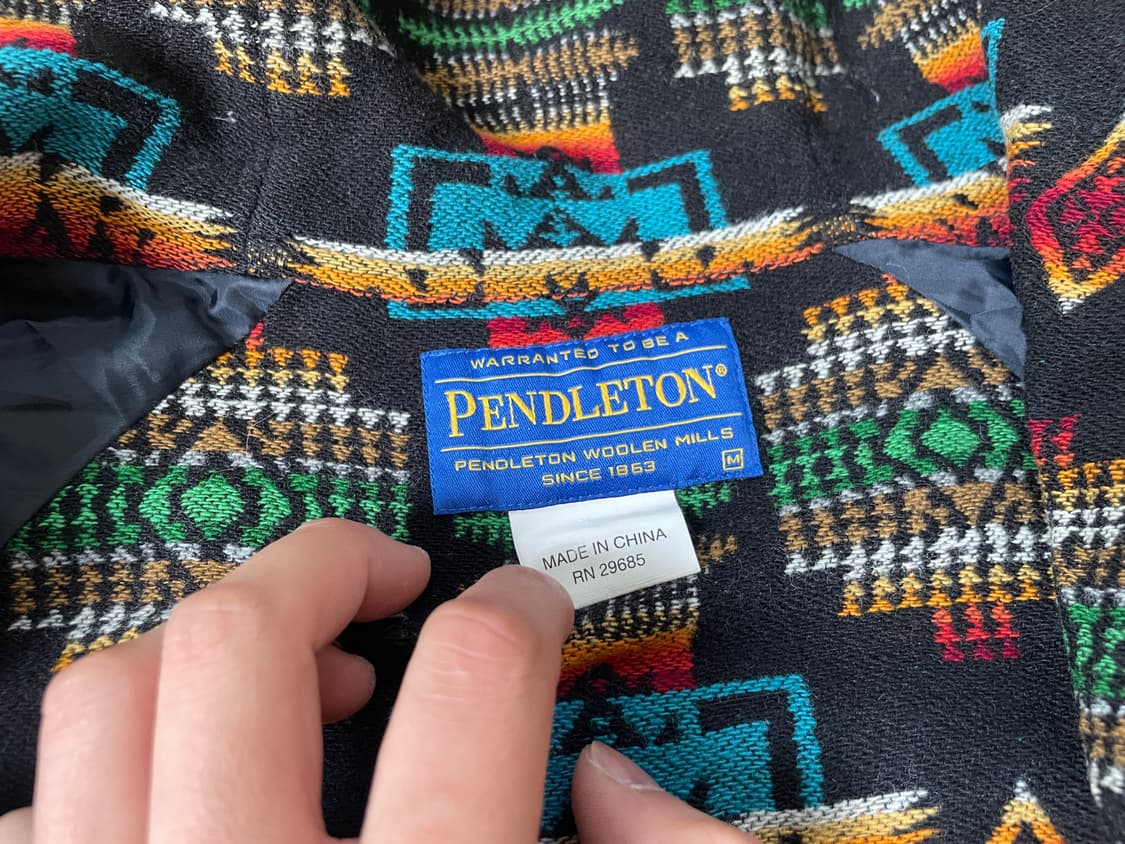 WARRANTED TO BE A
PENDLETON®
PENDLETON WOOLEN MILLS
SINCE 1863
M
MADE IN CHINA
RN 29685